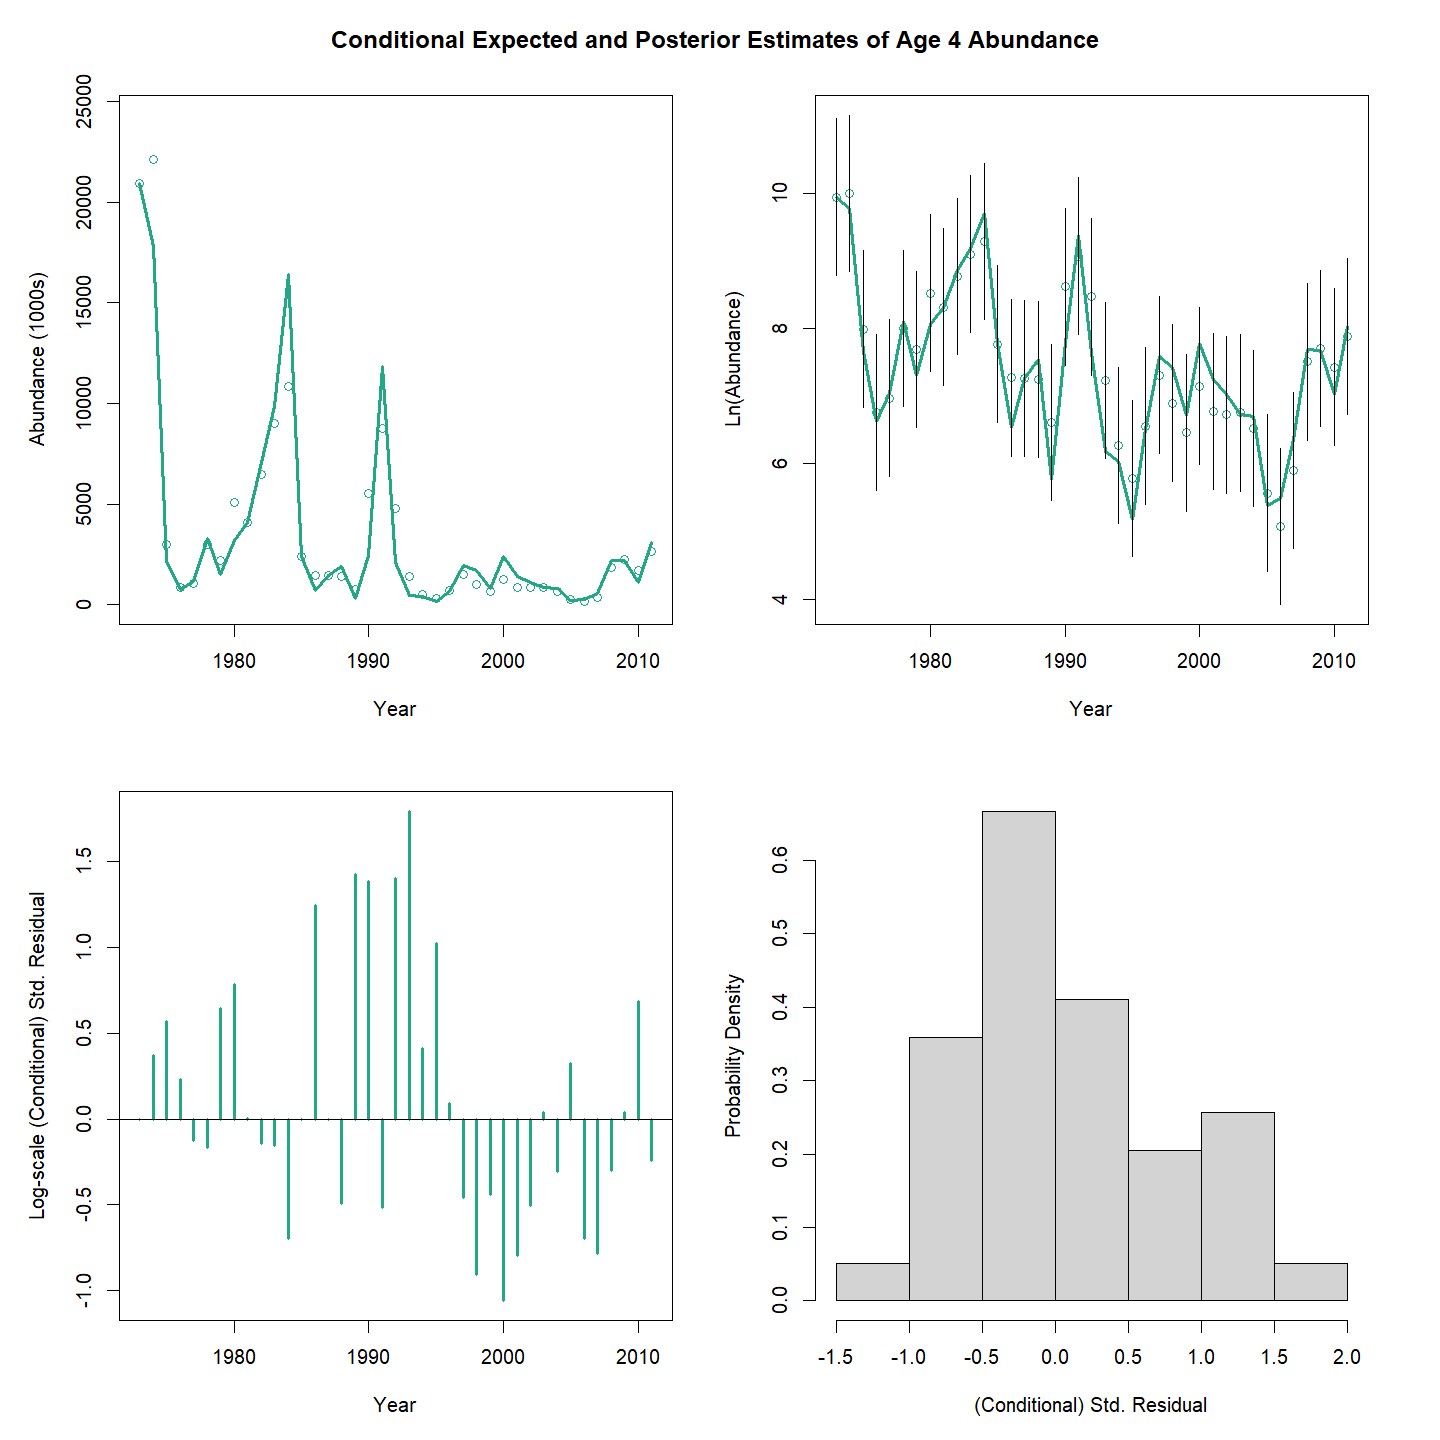 Conditional Expected and Posterior Estimates of Age 4 Abundance
Abundance (1000s)
25000
20000
15000
10000
5000
0
1980 1990 2000 2010
Year
Ln(Abundance)
10
8
6
4
1980 1990 2000 2010
Year
Log-scale (Conditional) Std. Residual
1.5
1.0
0.5
0.0
-0.5
-1.0
1980 1990 2000 2010
Year
Probability Density
0.6
0.5
0.4
0.3
0.2
0.1
0.0
-1.5 -1.0 -0.5 0.0 0.5 1.0 1.5 2.0
(Conditional) Std. Residual